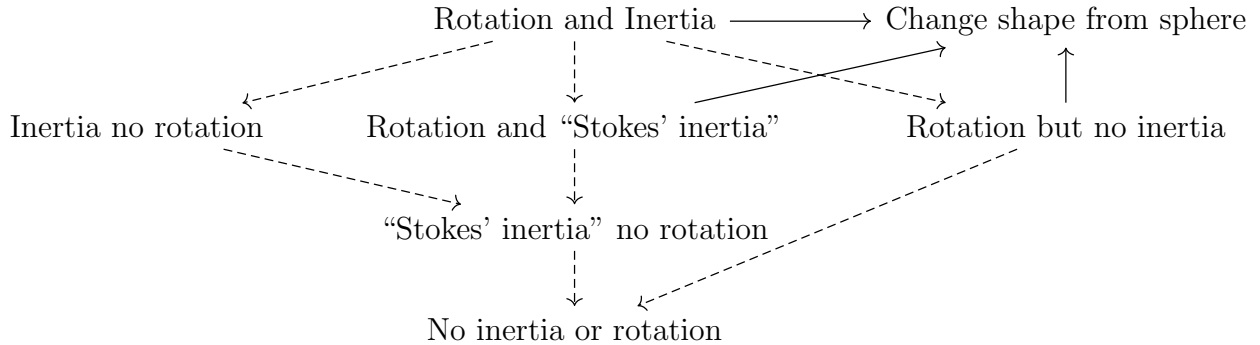 Rotation and Inertia
Change shape from sphere
Inertia no rotation
Rotation and “Stokes’ inertia”
Rotation but no inertia
“Stokes’ inertia” no rotation
No inertia or rotation